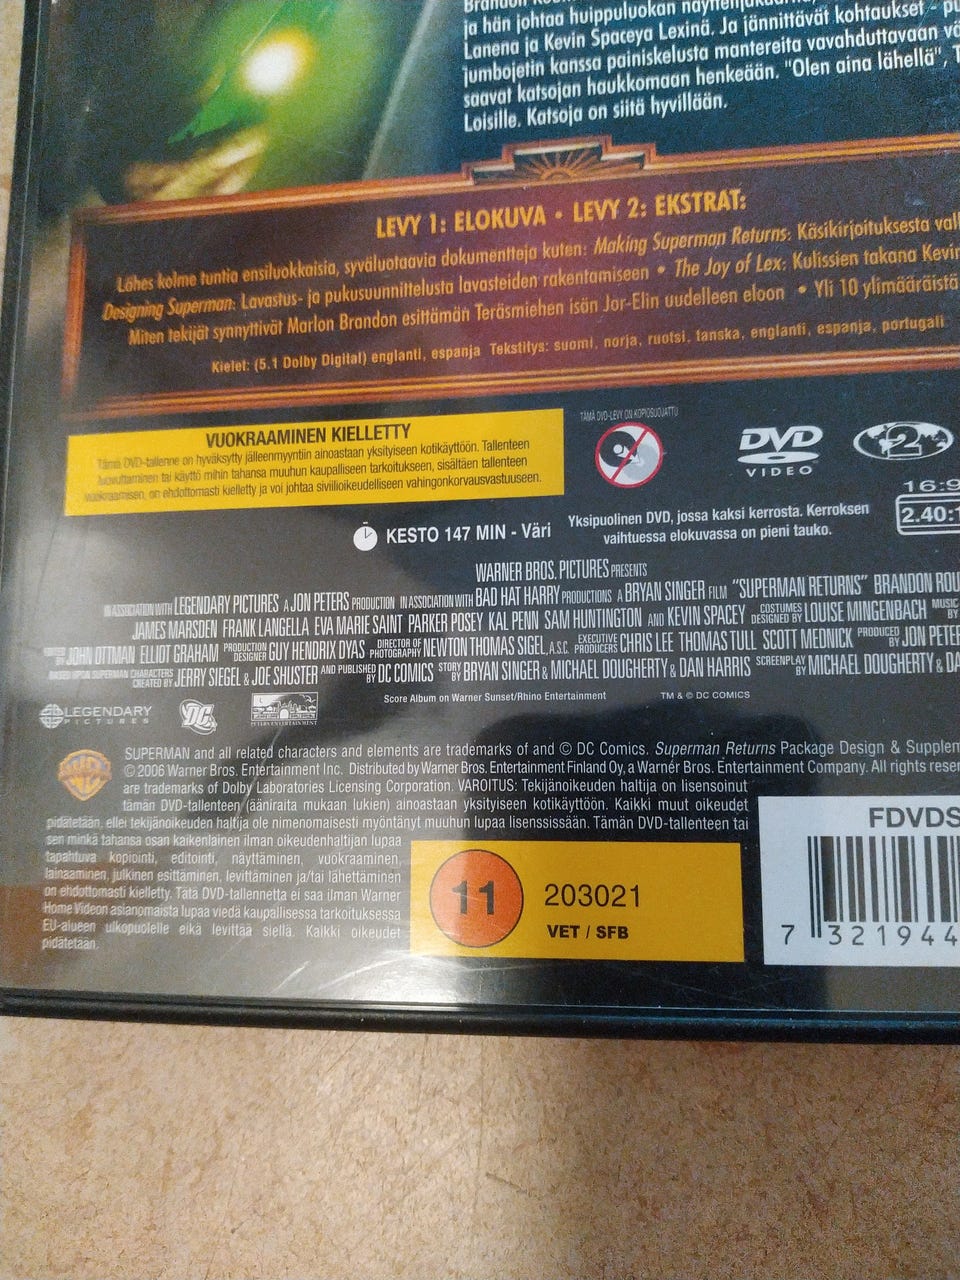 ja hän johtaa huippuluokan
Lanena ja Kevin Spaceya Lexinä. Ja jännittävät kohtaukset -
jumbojetin kanssa painiskelusta mantereita vavahduttavaan
saavat katsojan haukkomaan henkeään. "Olen aina lähellä",
Loisille. Katsoja on siitä hyvillään.
LEVY 1: ELOKUVA • LEVY 2: EKSTRAT:
Lähes kolme tuntia ensiluokkaisia, syväluotaavia dokumentteja kuten: Making Superman Returns: Käsikirjoituksesta
Designing Superman: Lavastus- ja pukusuunnittelusta lavasteiden rakentamiseen • The Joy of Lex: Kulissien takana Kevin
Miten tekijät synnyttivät Marlon Brandon esittämän Teräsmiehen isän Jor-Elin uudelleen eloon • Yli 10 ylimääräistä
Kielet: (5.1 Dolby Digital) englanti, espanja Tekstitys: suomi, norja, ruotsi, tanska, englanti, espanja, portugali
VUOKRAAMINEN KIELLETTY
Tämä DVD-tallenne on hyväksytty jälleenmyyntiin ainoastaan yksityiseen kotikäyttöön. Tallenteen
luovuttaminen tai käyttö mihin tahansa muuhun kaupalliseen tarkoitukseen, sisältäen tallenteen
vuokraamisen, on ehdottomasti kielletty ja voi johtaa siviilioikeudelliseen vahingonkorvausvastuuseen.
TÄMÄ DVD-LEVY ON KOPIOSUOJATTU
DVD
VIDEO
2
16:9
2.40:1
KESTO 147 MIN - Väri
Yksipuolinen DVD, jossa kaksi kerrosta. Kerroksen
vaihtuessa elokuvassa on pieni tauko.
WARNER BROS. PICTURES PRESENTS
IN ASSOCIATION WITH LEGENDARY PICTURES A JON PETERS PRODUCTION IN ASSOCIATION WITH BAD HAT HARRY PRODUCTIONS A BRYAN SINGER FILM "SUPERMAN RETURNS" BRANDON ROU
JAMES MARSDEN FRANK LANGELLA EVA MARIE SAINT PARKER POSEY KAL PENN SAM HUNTINGTON AND KEVIN SPACEY COSTUMES DESIGNED BY LOUISE MINGENBACH MUSIC BY
EDITED BY JOHN OTTMAN ELLIOT GRAHAM PRODUCTION DESIGNER GUY HENDRIX DYAS DIRECTOR OF PHOTOGRAPHY NEWTON THOMAS SIGEL, A.S.C. EXECUTIVE PRODUCERS CHRIS LEE THOMAS TULL SCOTT MEDNICK PRODUCED BY JON PETE
BASED UPON SUPERMAN CHARACTERS CREATED BY JERRY SIEGEL & JOE SHUSTER AND PUBLISHED BY DC COMICS STORY BY BRYAN SINGER & MICHAEL DOUGHERTY & DAN HARRIS SCREENPLAY BY MICHAEL DOUGHERTY & DA
Score Album on Warner Sunset/Rhino Entertainment TM & © DC COMICS
LEGENDARY
PICTURES
DC
PETERS ENTERTAINMENT
WB
SUPERMAN and all related characters and elements are trademarks of and © DC Comics. Superman Returns Package Design & Supplem
© 2006 Warner Bros. Entertainment Inc. Distributed by Warner Bros. Entertainment Finland Oy, a Warner Bros. Entertainment Company. All rights reser
are trademarks of Dolby Laboratories Licensing Corporation. VAROITUS: Tekijänoikeuden haltija on lisensoinut
tämän DVD-tallenteen (ääniraita mukaan lukien) ainoastaan yksityiseen kotikäyttöön. Kaikki muut oikeudet
pidätetään, ellei tekijänoikeuden haltija ole nimenomaisesti myöntänyt muuhun lupaa lisenssissään. Tämän DVD-tallenteen tai
sen minkä tahansa osan kaikenlainen ilman oikeudenhaltijan lupaa
tapahtuva kopiointi, editointi, näyttäminen, vuokraaminen,
lainaaminen, julkinen esittäminen, levittäminen ja/tai lähettäminen
on ehdottomasti kielletty. Tätä DVD-tallennetta ei saa ilman Warner
Home Videon asianomaista lupaa viedä kaupallisessa tarkoituksessa
EU-alueen ulkopuolelle eikä levittää siellä. Kaikki oikeudet
pidätetään.
11
203021
VET / SFB
FDVDS
7 321944